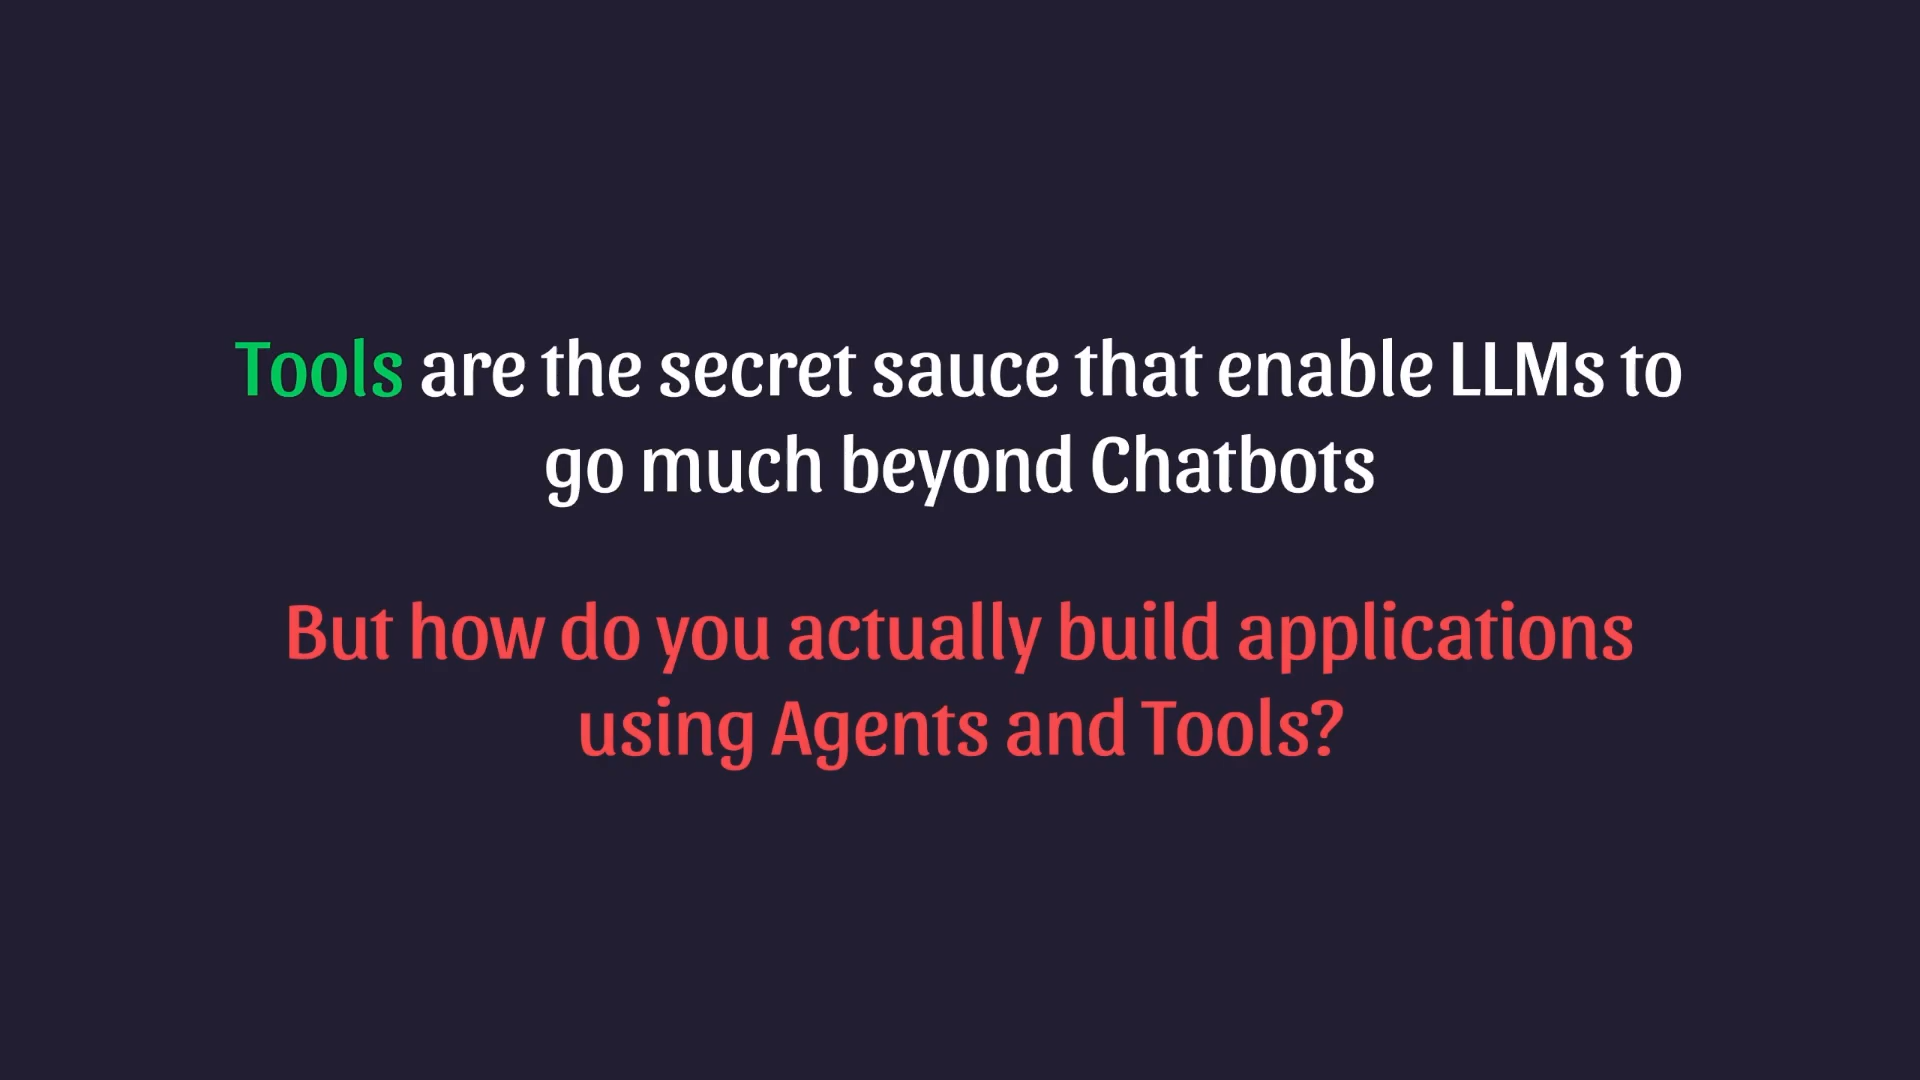 Tools are the secret sauce that enable LLMs to
go much beyond Chatbots
But how do you actually build applications
using Agents and Tools?